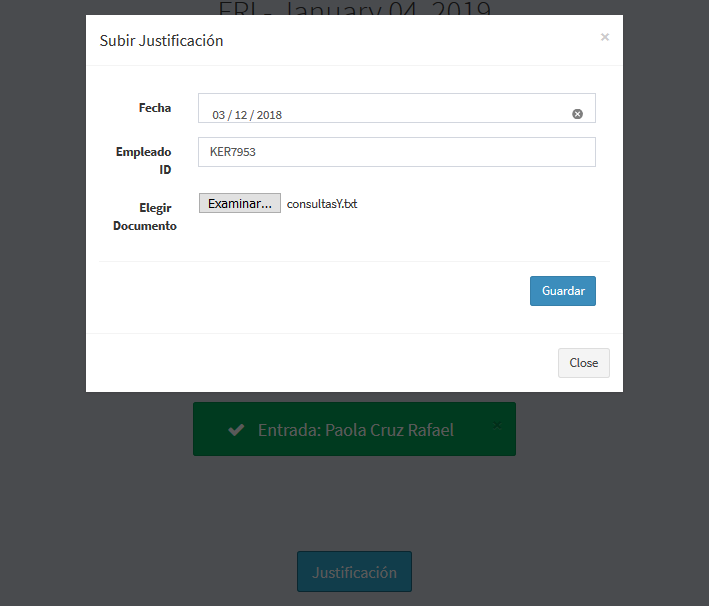 FRI - January 04, 2019
Subir Justificación
×
Fecha
03 / 12 / 2018
Empleado
ID
KER7953
Elegir
Documento
Examinar...
consultasY.txt
Guardar
Close
Entrada: Paola Cruz Rafael
×
Justificación